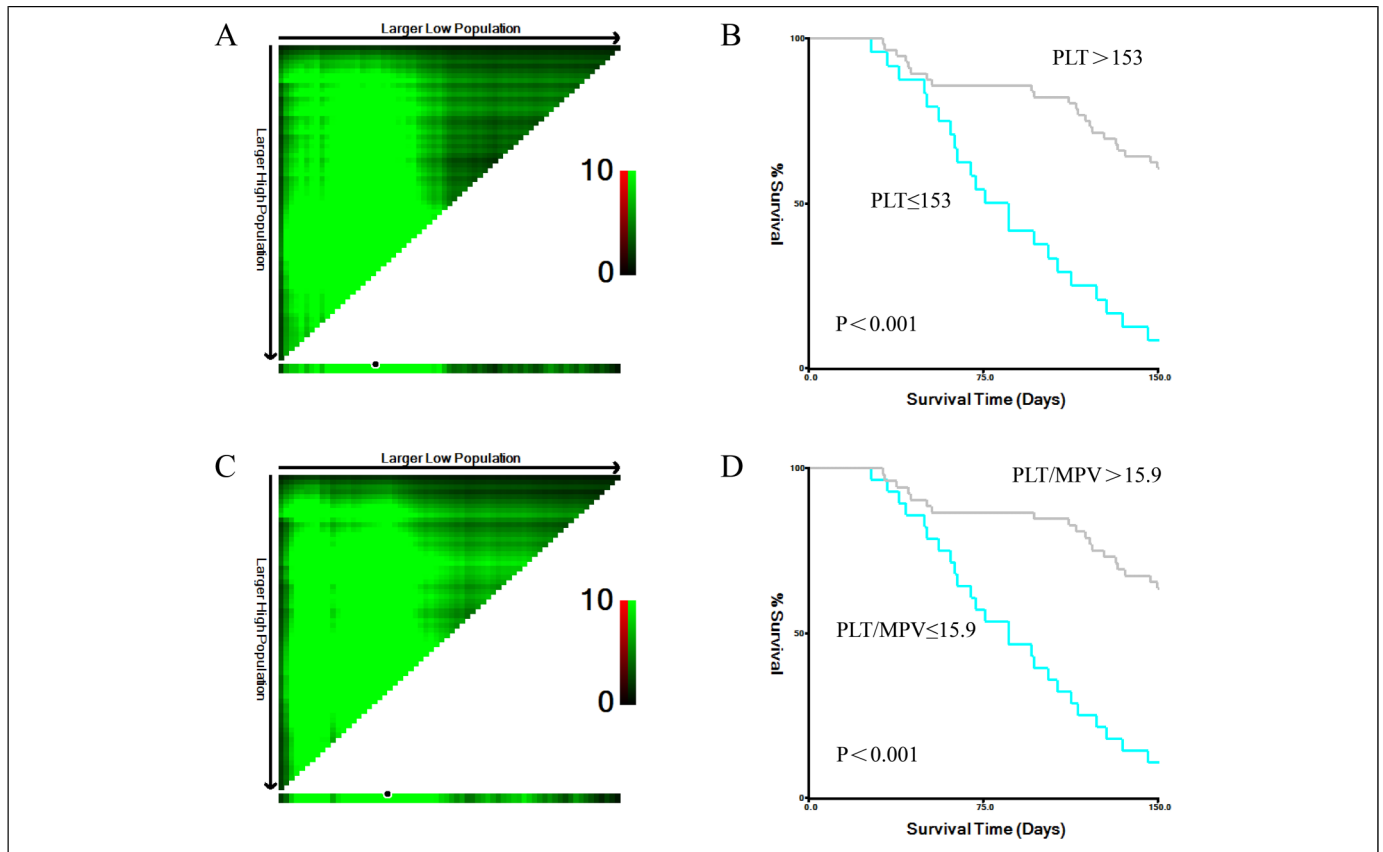 A
Larger Low Population
Larger High Population
10
0
B
% Survival
100
50
0
0.0
75.0
150.0
Survival Time (Days)
PLT>153
PLT≤153
P<0.001
C
Larger Low Population
Larger High Population
10
0
D
% Survival
100
50
0
0.0
75.0
150.0
Survival Time (Days)
PLT/MPV>15.9
PLT/MPV≤15.9
P<0.001